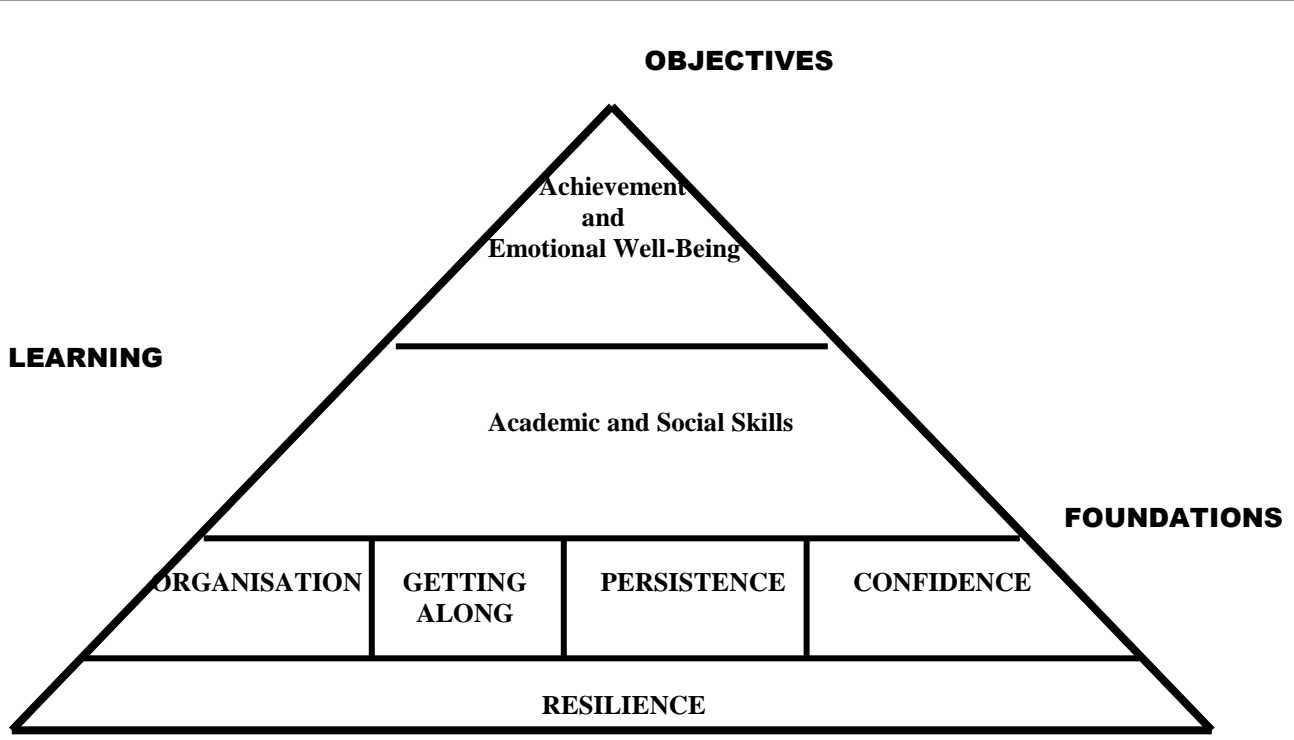 OBJECTIVES
Achievement
and
Emotional Well-Being
LEARNING
Academic and Social Skills
FOUNDATIONS
ORGANISATION
GETTING
ALONG
PERSISTENCE
CONFIDENCE
RESILIENCE